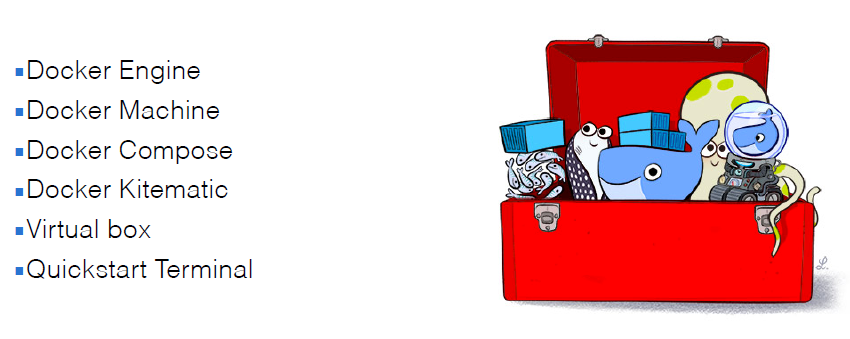 Docker Engine
Docker Machine
Docker Compose
Docker Kitematic
Virtual box
Quickstart Terminal
L.